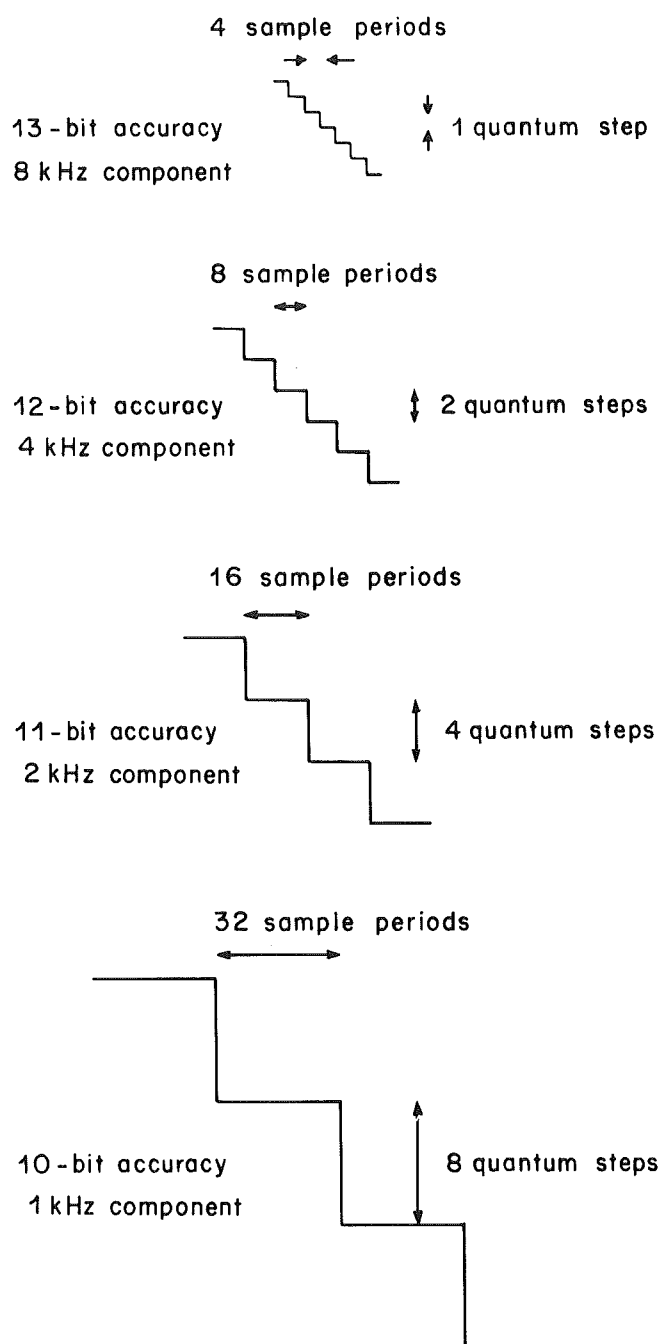 4 sample periods
13-bit accuracy
8 kHz component
1 quantum step
8 sample periods
12-bit accuracy
4 kHz component
2 quantum steps
16 sample periods
11-bit accuracy
2 kHz component
4 quantum steps
32 sample periods
10-bit accuracy
1 kHz component
8 quantum steps